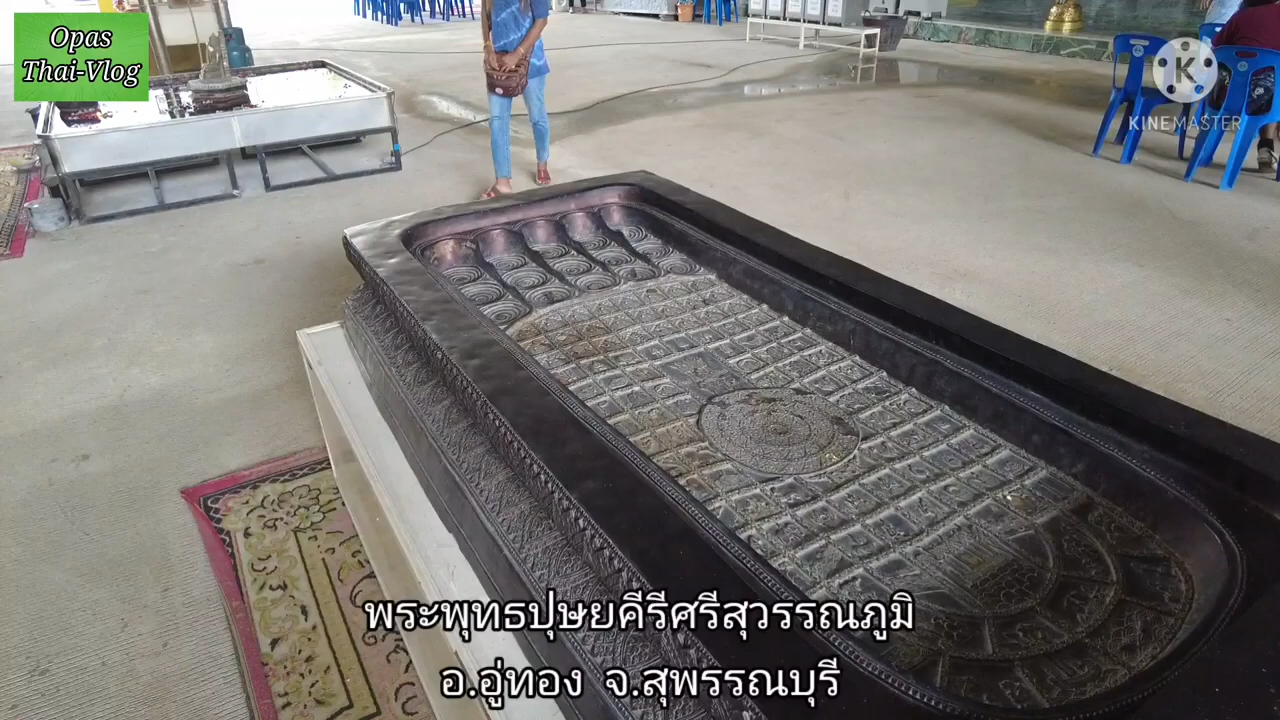 Opas
Thai-Vlog
KINEMASTER
พระพุทธปุษยคีรีศรีสุวรรณภูมิ
อ.อู่ทอง จ.สุพรรณบุรี